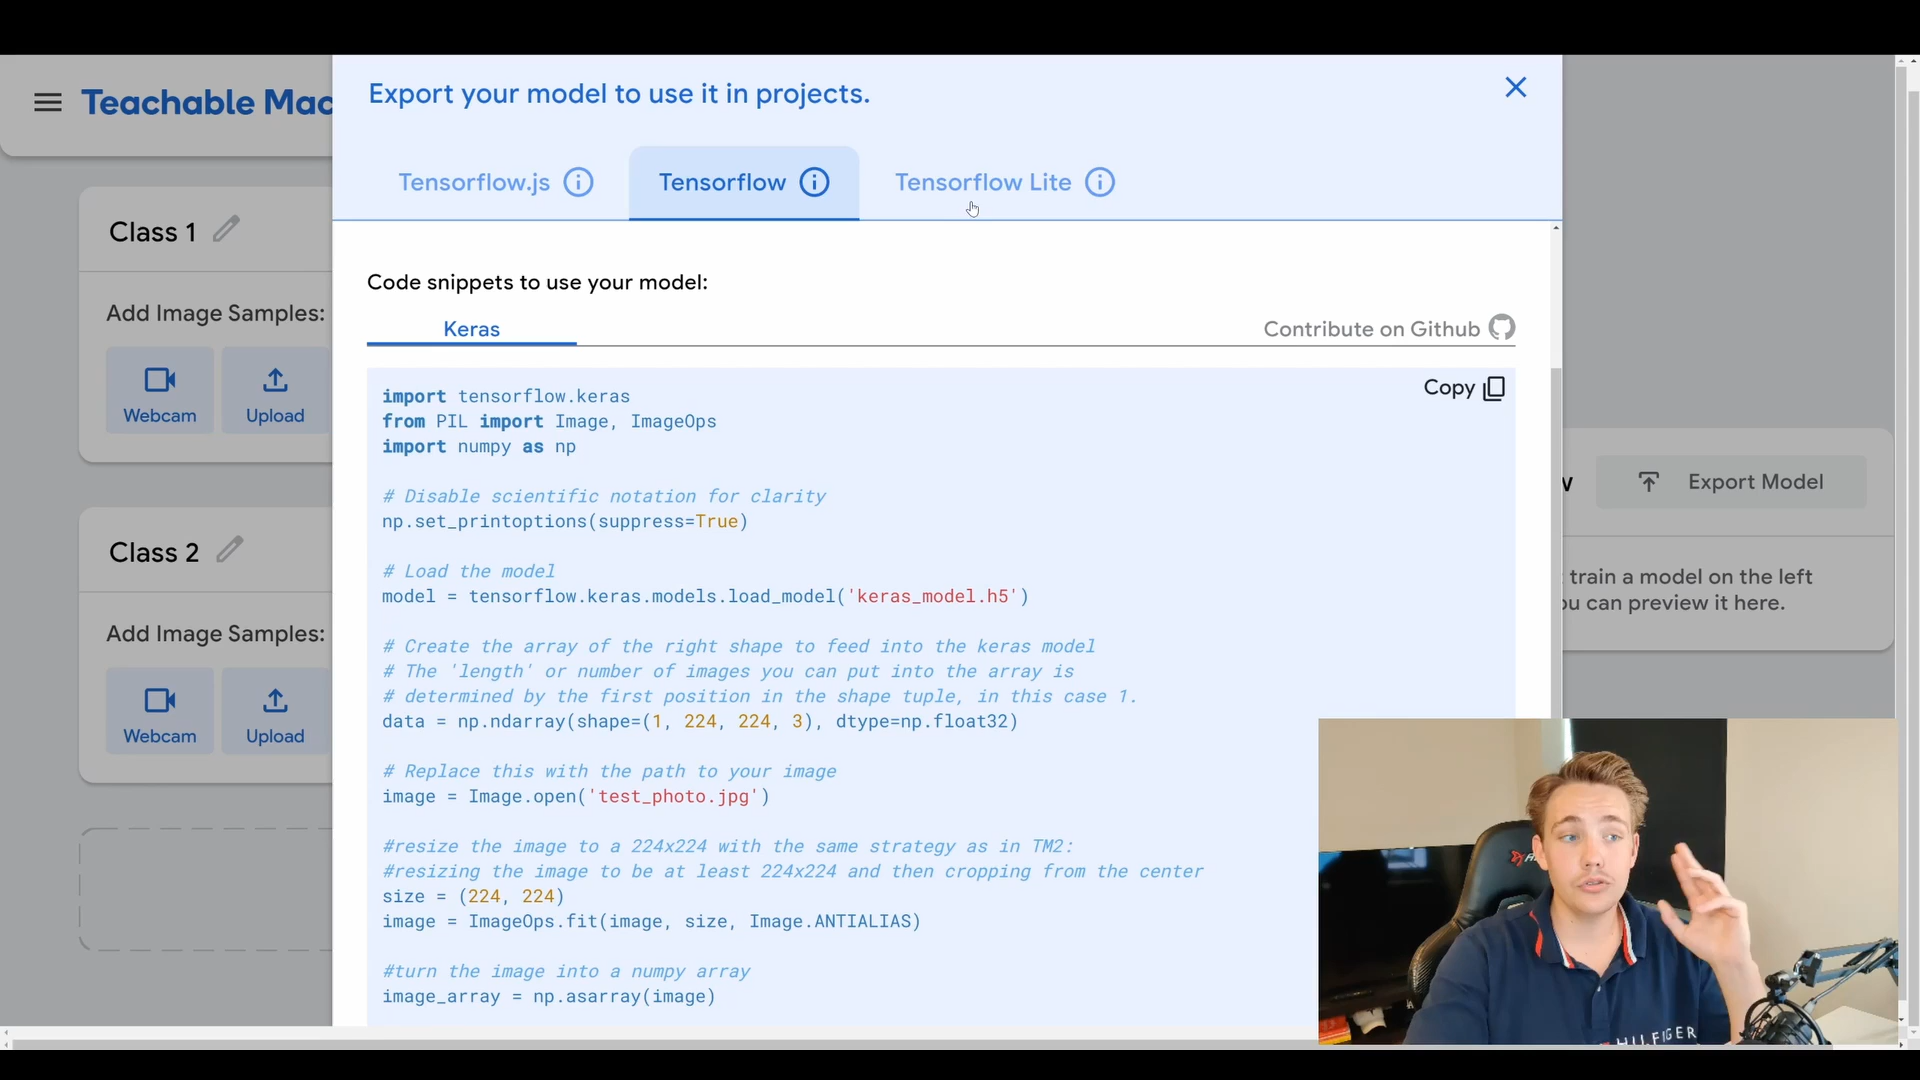 Teachable Mac
Export your model to use it in projects.
Tensorflow.js
Tensorflow
Tensorflow Lite
Class 1
Add Image Samples:
Webcam
Upload
Class 2
Add Image Samples:
Webcam
Upload
Code snippets to use your model:
Keras
Contribute on Github
Copy
import tensorflow.keras
from PIL import Image, ImageOps
import numpy as np
# Disable scientific notation for clarity
np.set_printoptions(suppress=True)
# Load the model
model = tensorflow.keras.models.load_model('keras_model.h5')
# Create the array of the right shape to feed into the keras model
# The 'length' or number of images you can put into the array is
# determined by the first position in the shape tuple, in this case 1.
data = np.ndarray(shape=(1, 224, 224, 3), dtype=np.float32)
# Replace this with the path to your image
image = Image.open('test_photo.jpg')
#resize the image to a 224x224 with the same strategy as in TM2:
#resizing the image to be at least 224x224 and then cropping from the center
size = (224, 224)
image = ImageOps.fit(image, size, Image.ANTIALIAS)
#turn the image into a numpy array
image_array = np.asarray(image)
Export Model
train a model on the left
can preview it here.
HILFIGER